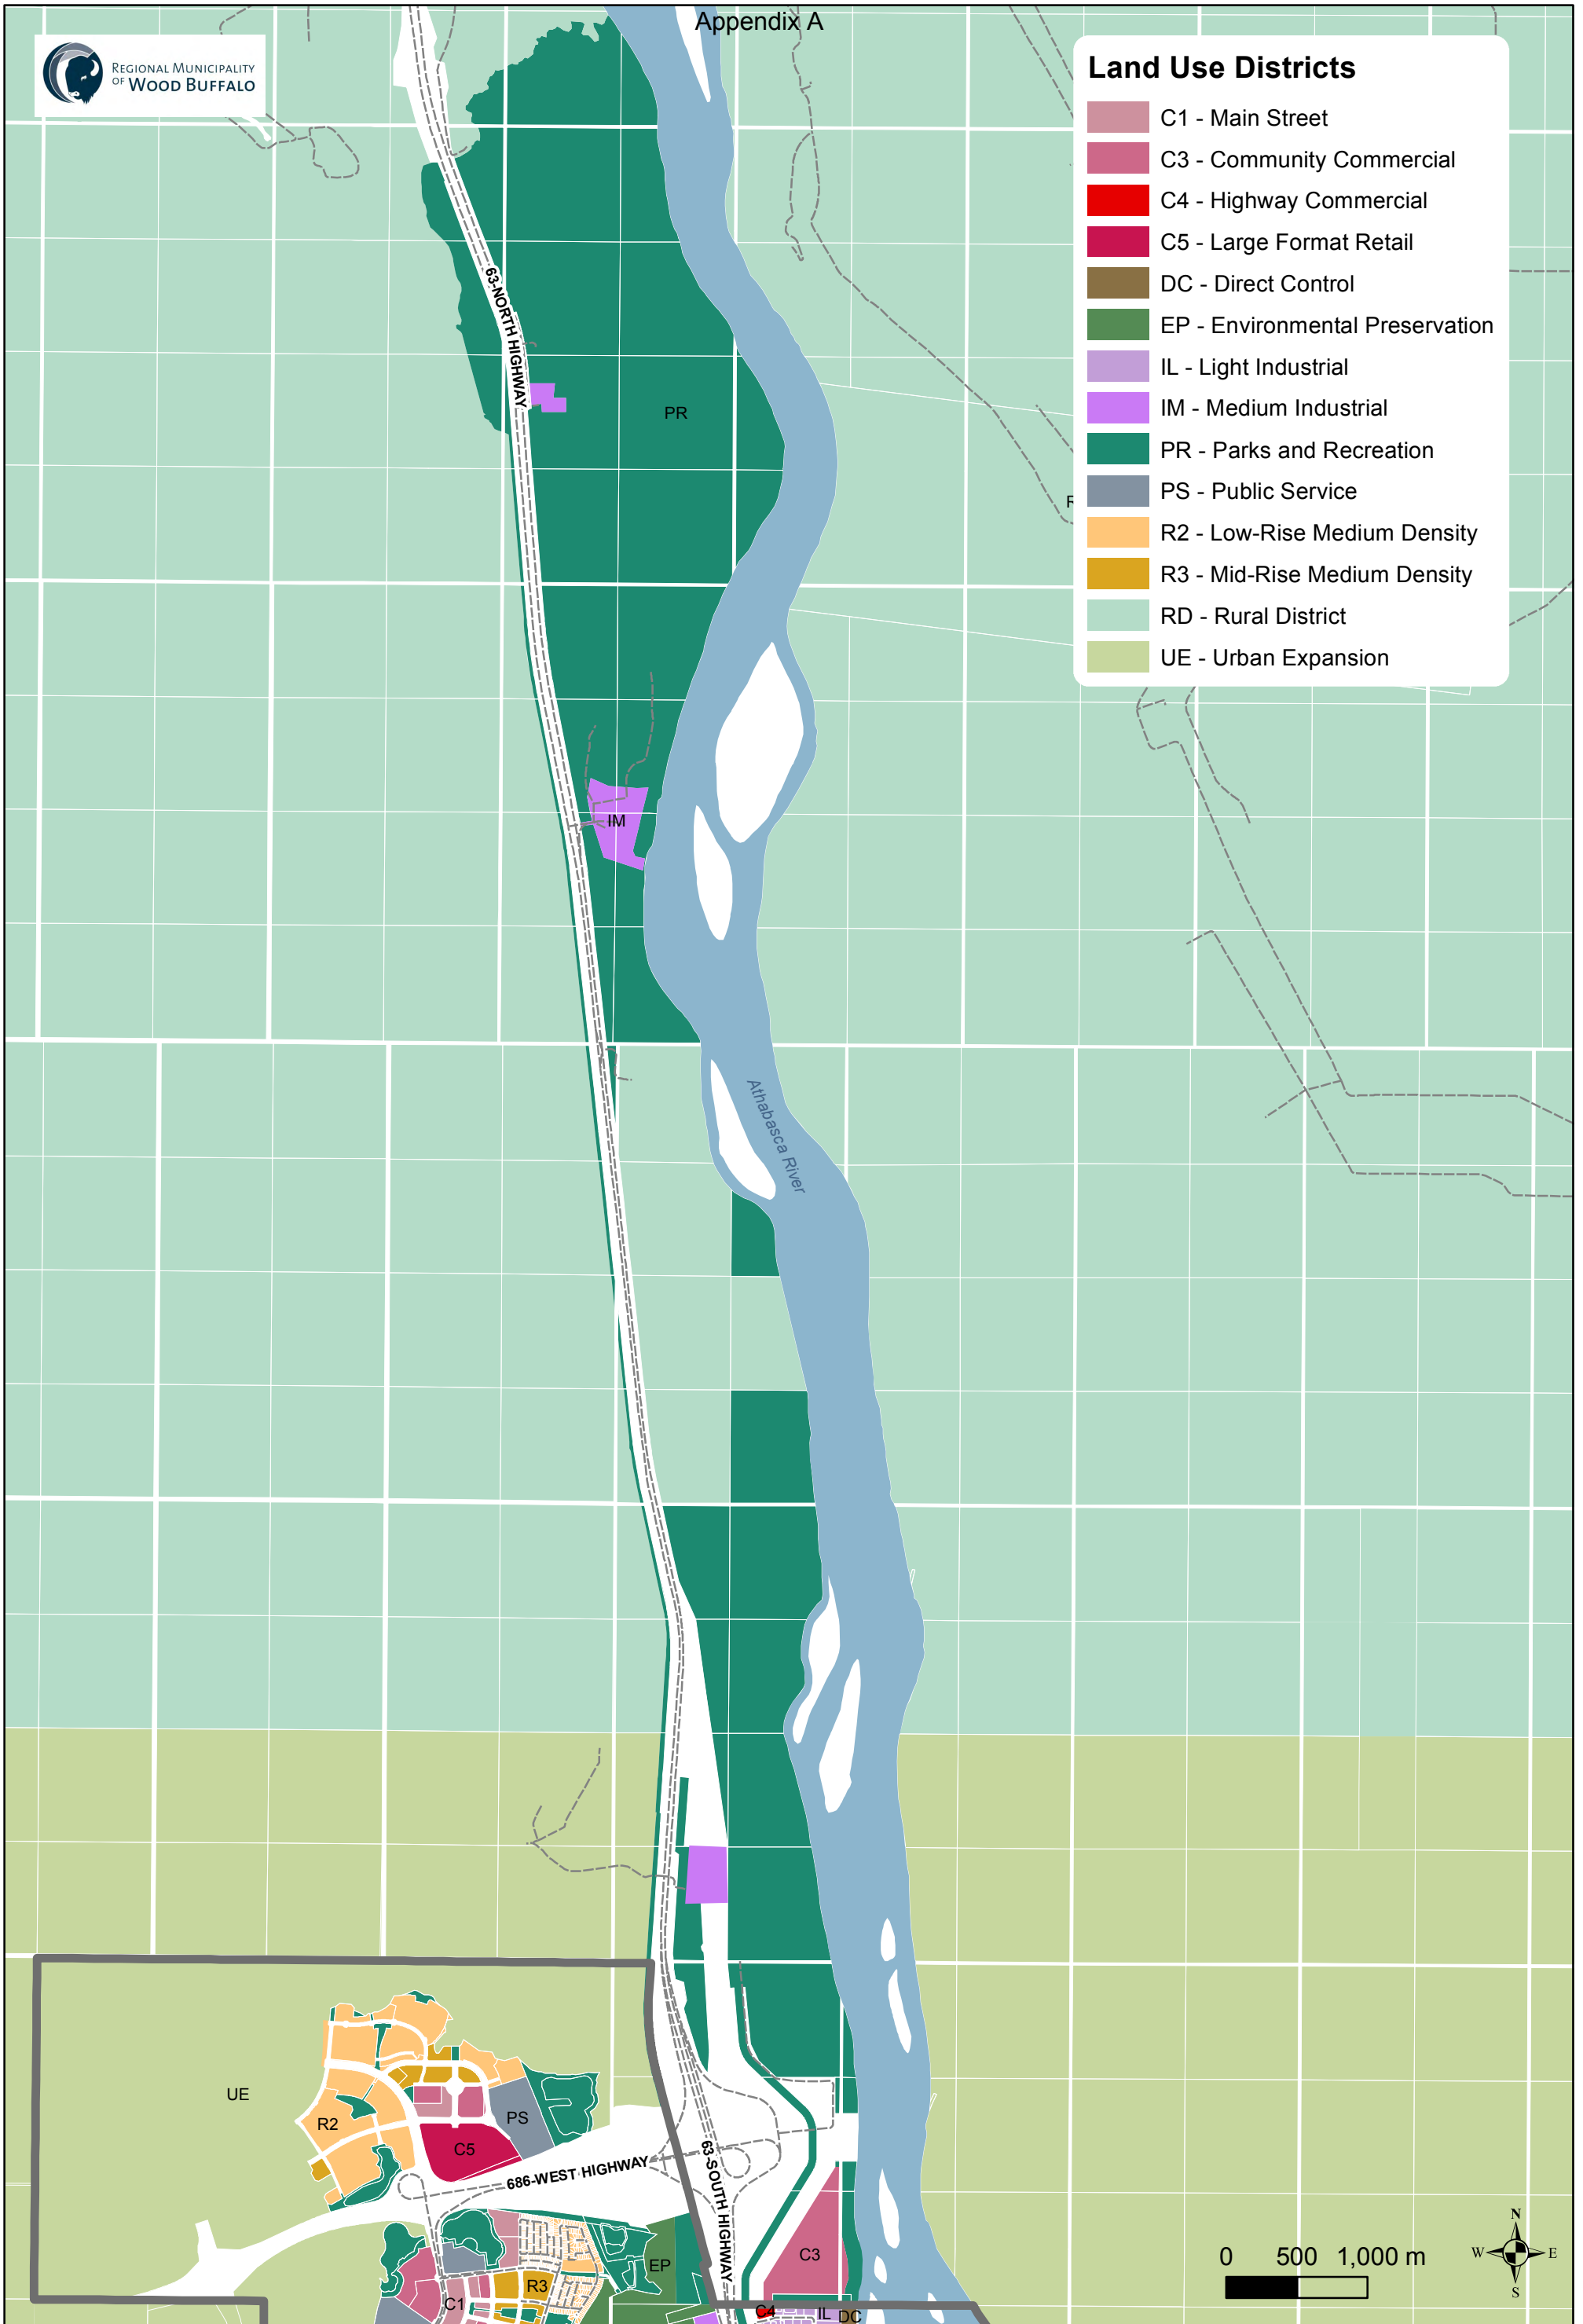 Appendix A
REGIONAL MUNICIPALITY
OF WOOD BUFFALO
Land Use Districts
C1 - Main Street
C3 - Community Commercial
C4 - Highway Commercial
C5 - Large Format Retail
DC - Direct Control
EP - Environmental Preservation
IL - Light Industrial
IM - Medium Industrial
PR - Parks and Recreation
PS - Public Service
R2 - Low-Rise Medium Density
R3 - Mid-Rise Medium Density
RD - Rural District
UE - Urban Expansion
63-NORTH HIGHWAY
PR
IM
Athabasca River
UE
R2
PS
C5
686-WEST HIGHWAY
63-SOUTH HIGHWAY
C3
EP
R3
C1
C4
IL
DC
N
W
E
S
0 500 1,000 m